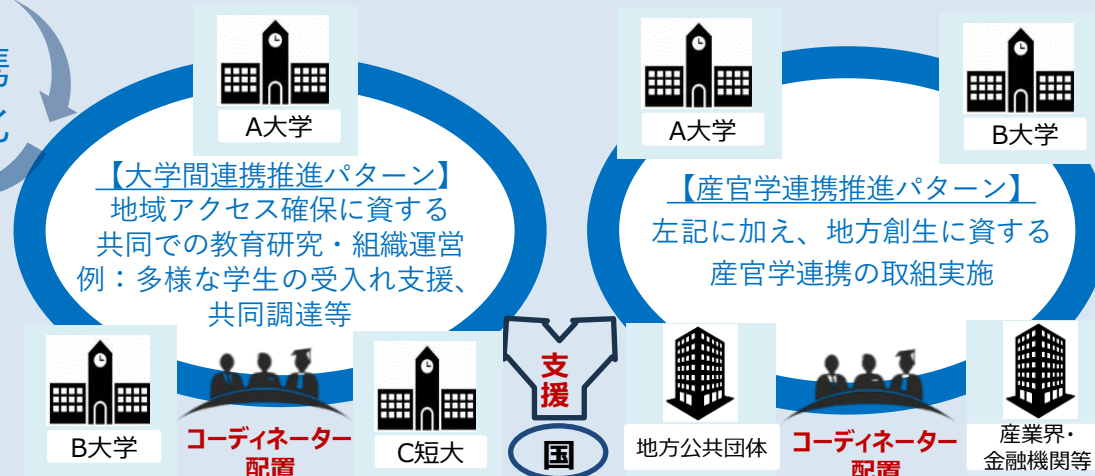 携
化
A大学
【大学間連携推進パターン】
地域アクセス確保に資する
共同での教育研究・組織運営
例：多様な学生の受入れ支援、
共同調達等
B大学
コーディネーター
配置
C短大
支
援
国
A大学
B大学
【産官学連携推進パターン】
左記に加え、地方創生に資する
産官学連携の取組実施
地方公共団体
コーディネーター
配置
産業界・
金融機関等